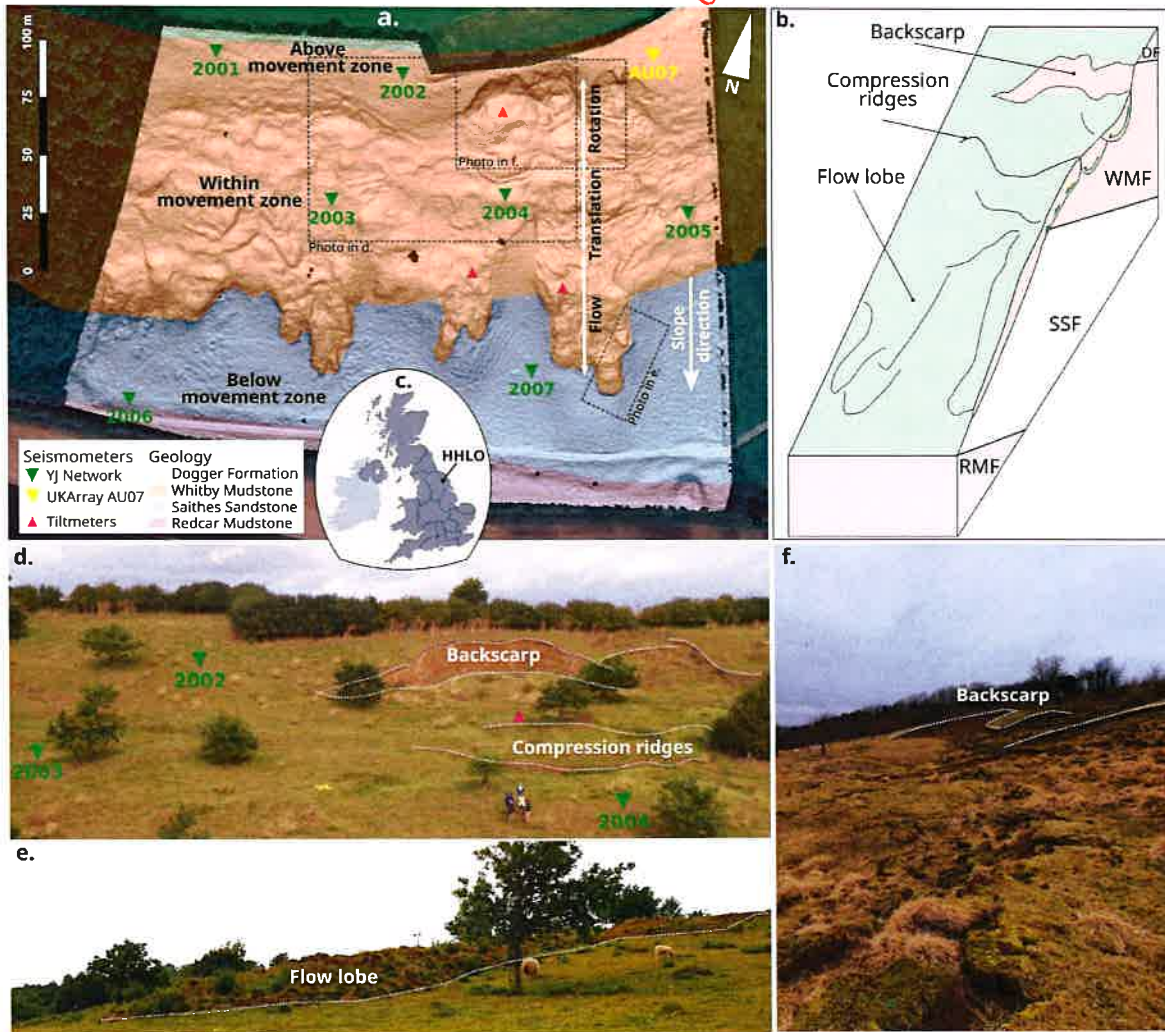 a.
100 m
75
50
25
0
Above
movement zone
2001
2002
AU07
N
Photo in f.
Rotation
Within
movement zone
2003
2004
2005
Translation
Photo in d.
Flow
Slope
direction
Below
movement zone
2006
2007
Photo in e.
c.
HHLO
Seismometers
YJ Network
UKArray AU07
Tiltmeters
Geology
Dogger Formation
Whitby Mudstone
Saithes Sandstone
Redcar Mudstone
b.
Backscarp
Compression
ridges
Flow lobe
DF
WMF
SSF
RMF
d.
Backscarp
2002
Compression ridges
2003
2004
e.
Flow lobe
f.
Backscarp